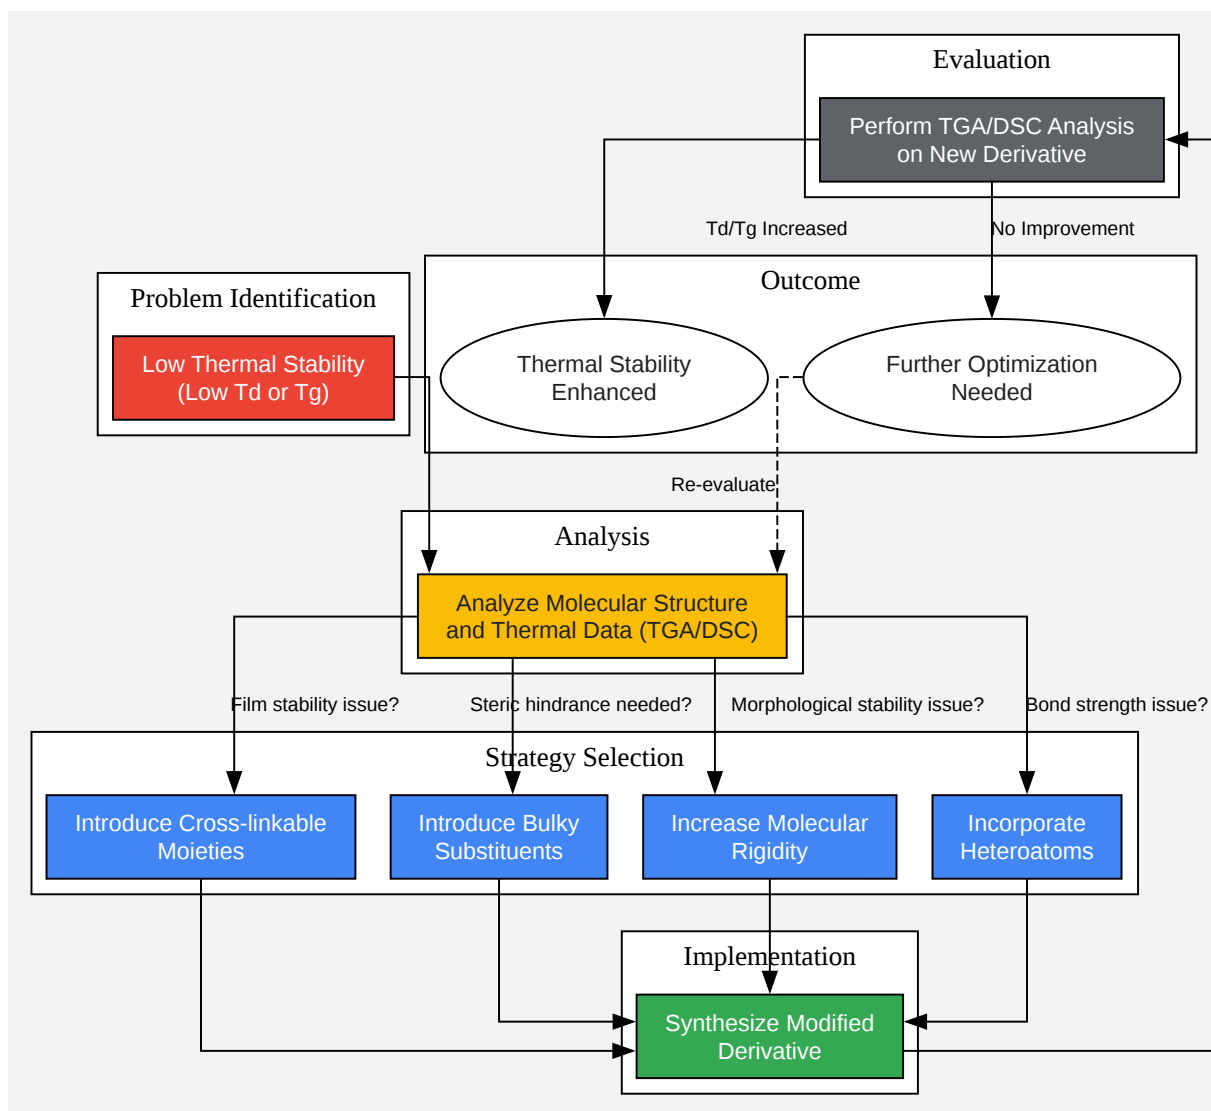 Evaluation
Perform TGA/DSC Analysis
on New Derivative
Td/Tg Increased
No Improvement
Problem Identification
Low Thermal Stability
(Low Td or Tg)
Outcome
Thermal Stability
Enhanced
Further Optimization
Needed
Re-evaluate
Analysis
Analyze Molecular Structure
and Thermal Data (TGA/DSC)
Film stability issue?
Steric hindrance needed?
Morphological stability issue?
Bond strength issue?
Strategy Selection
Introduce Cross-linkable
Moieties
Introduce Bulky
Substituents
Increase Molecular
Rigidity
Incorporate
Heteroatoms
Implementation
Synthesize Modified
Derivative